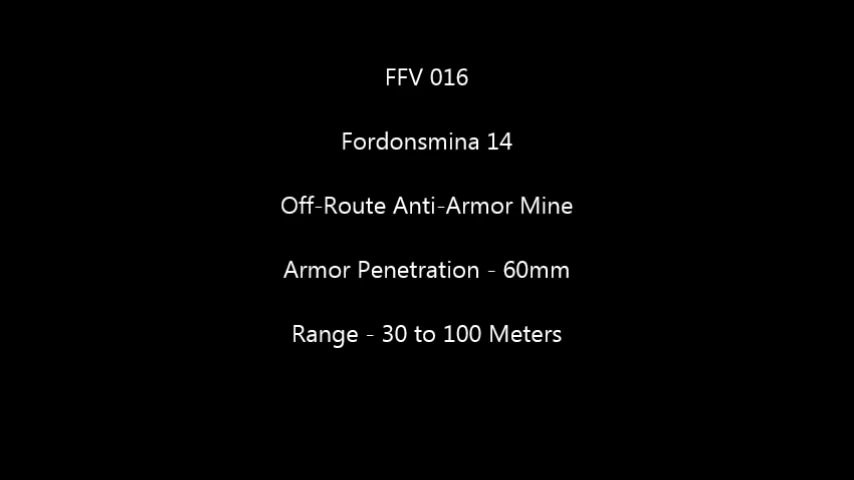 FFV 016
Fordonsmina 14
Off-Route Anti-Armor Mine
Armor Penetration - 60mm
Range - 30 to 100 Meters